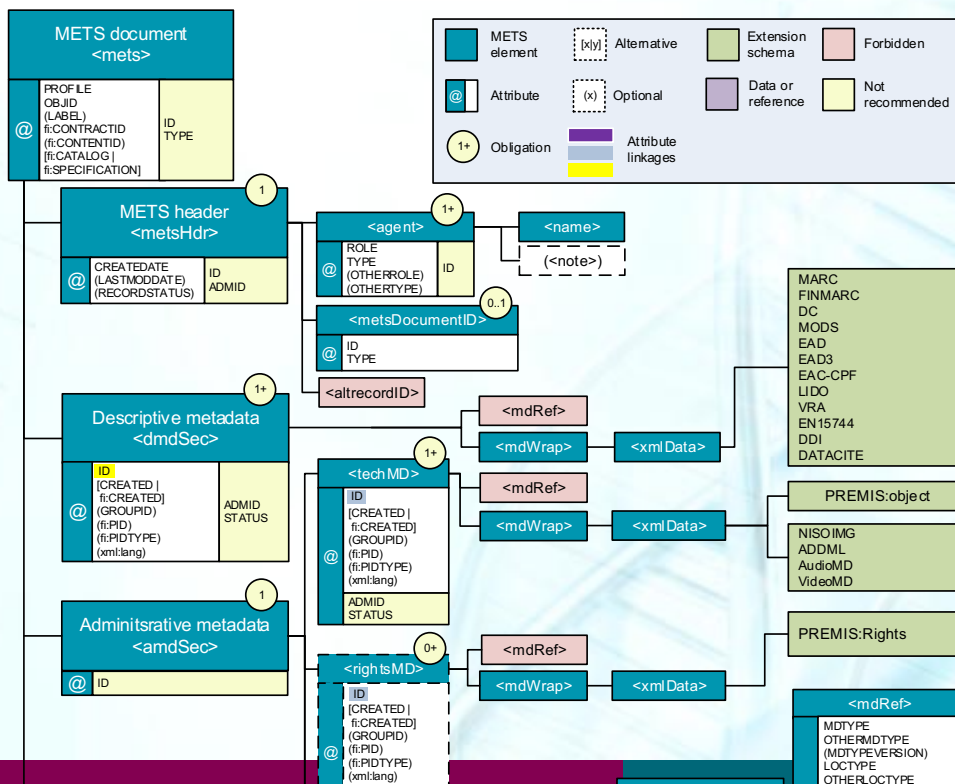 METS document
<mets>
@
PROFILE
OBJID
(LABEL)
fi:CONTRACTID
(fi:CONTENTID)
[fi:CATALOG |
fi:SPECIFICATION]
ID
TYPE
METS
element
[x|y]
Alternative
Extension
schema
Forbidden
@
Attribute
(x)
Optional
Data or
reference
Not
recommended
1+
Obligation
Attribute
linkages
1
METS header
<metsHdr>
@
CREATEDATE
(LASTMODDATE)
(RECORDSTATUS)
ID
ADMID
1+
<agent>
@
ROLE
TYPE
(OTHERROLE)
(OTHERTYPE)
ID
<name>
(<note>)
0..1
<metsDocumentID>
@
ID
TYPE
<altrecordID>
1+
Descriptive metadata
<dmdSec>
@
ID
[CREATED |
fi:CREATED]
(GROUPID)
(fi:PID)
(fi:PIDTYPE)
(xml:lang)
ADMID
STATUS
<mdRef>
<mdWrap>
<xmlData>
MARC
FINMARC
DC
MODS
EAD
EAD3
EAC-CPF
LIDO
VRA
EN15744
DDI
DATACITE
1+
<techMD>
@
ID
[CREATED |
fi:CREATED]
(GROUPID)
(fi:PID)
(fi:PIDTYPE)
(xml:lang)
ADMID
STATUS
<mdRef>
<mdWrap>
<xmlData>
PREMIS:object
NISOIMG
ADDML
AudioMD
VideoMD
1
Adminitsrative metadata
<amdSec>
@
ID
0+
<rightsMD>
@
ID
[CREATED |
fi:CREATED]
(GROUPID)
(fi:PID)
(fi:PIDTYPE)
(xml:lang)
<mdRef>
<mdWrap>
<xmlData>
PREMIS:Rights
<mdRef>
MDTYPE
OTHERMDTYPE
(MDTYPEVERSION)
LOCTYPE
OTHERLOCTYPE